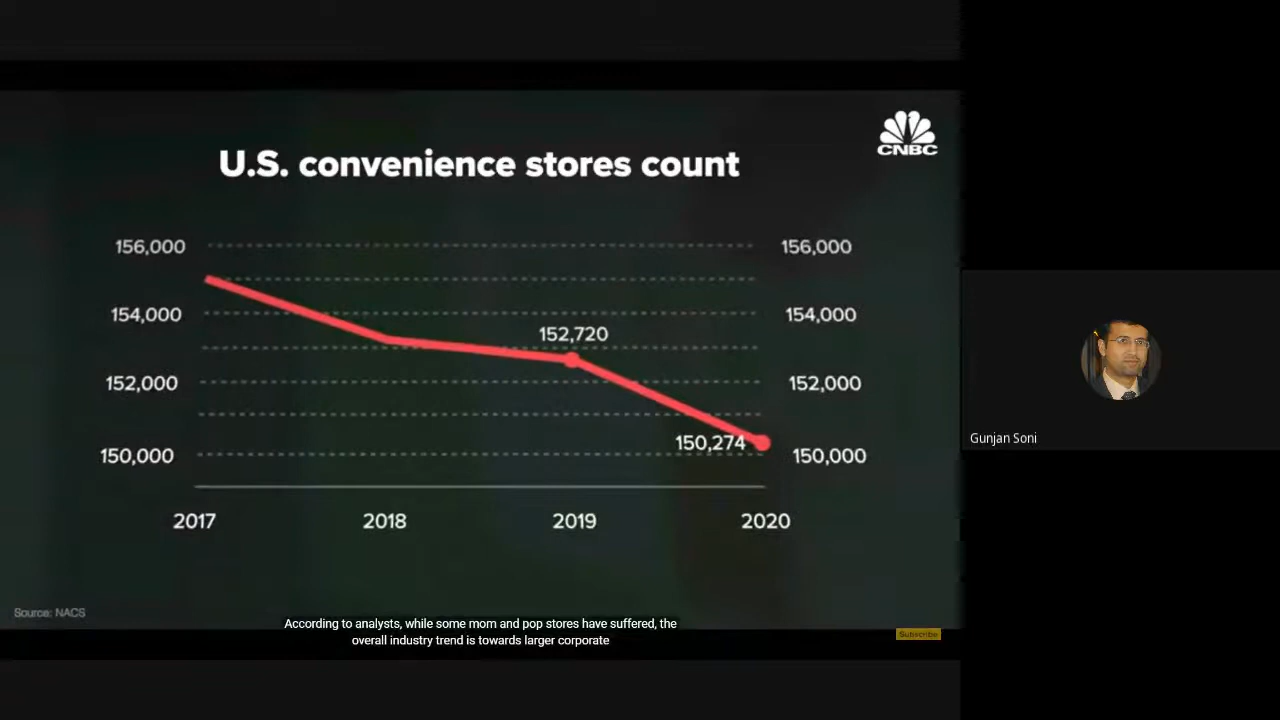 CNBC
U.S. convenience stores count
156,000 156,000
154,000 154,000
152,720
152,000 152,000
150,274
150,000 150,000
2017 2018 2019 2020
Gunjan Soni
Source: NACS
According to analysts, while some mom and pop stores have suffered, the
overall industry trend is towards larger corporate
Subscribe